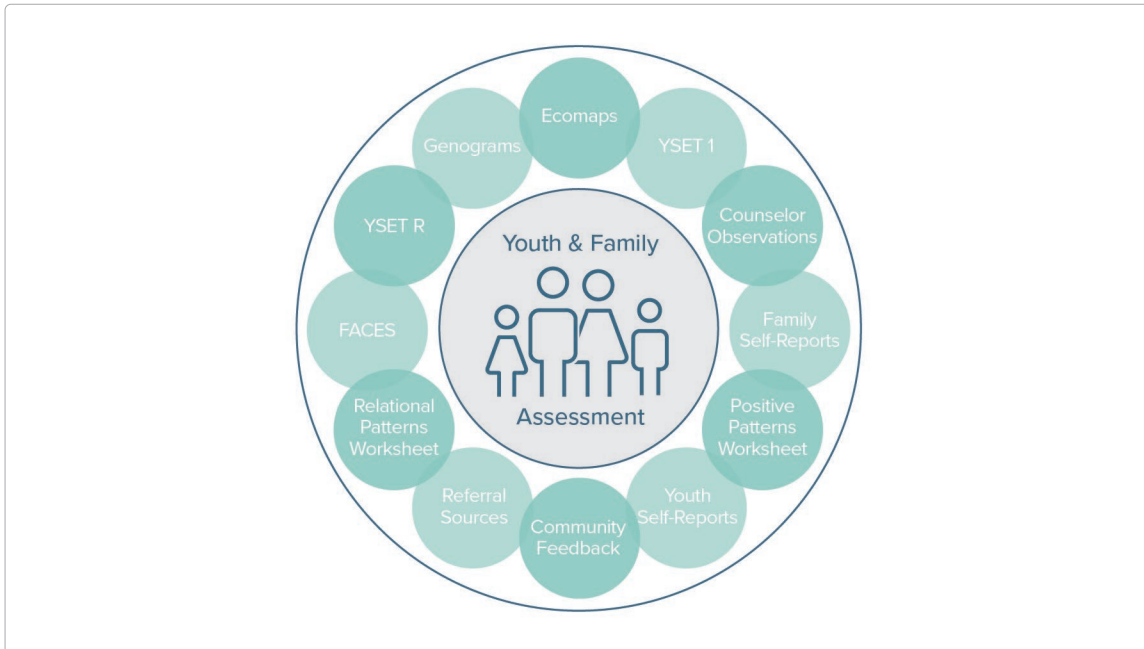 Ecomaps
YSET 1
Counselor
Observations
Family
Self-Reports
Positive
Patterns
Worksheet
Youth
Self-Reports
Community
Feedback
Referral
Sources
Relational
Patterns
Worksheet
FACES
YSET R
Genograms
Youth & Family
Assessment